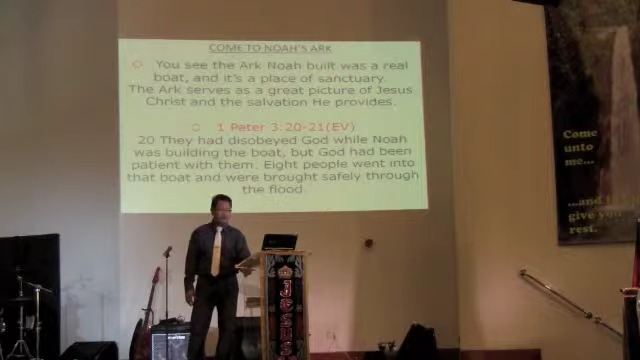 COME TO NOAH'S ARK
You see the Ark Noah built was a real
boat, and it's a place of sanctuary.
The Ark serves as a great picture of Jesus
Christ and the salvation He provides.
1 Peter 3:20-21(EV)
20 They had disobeyed God while Noah
was building the boat, but God had been
patient with them. Eight people went into
that boat and were brought safely through
the flood.
Come
unto
me...
...and I
give you
rest.
JESUS